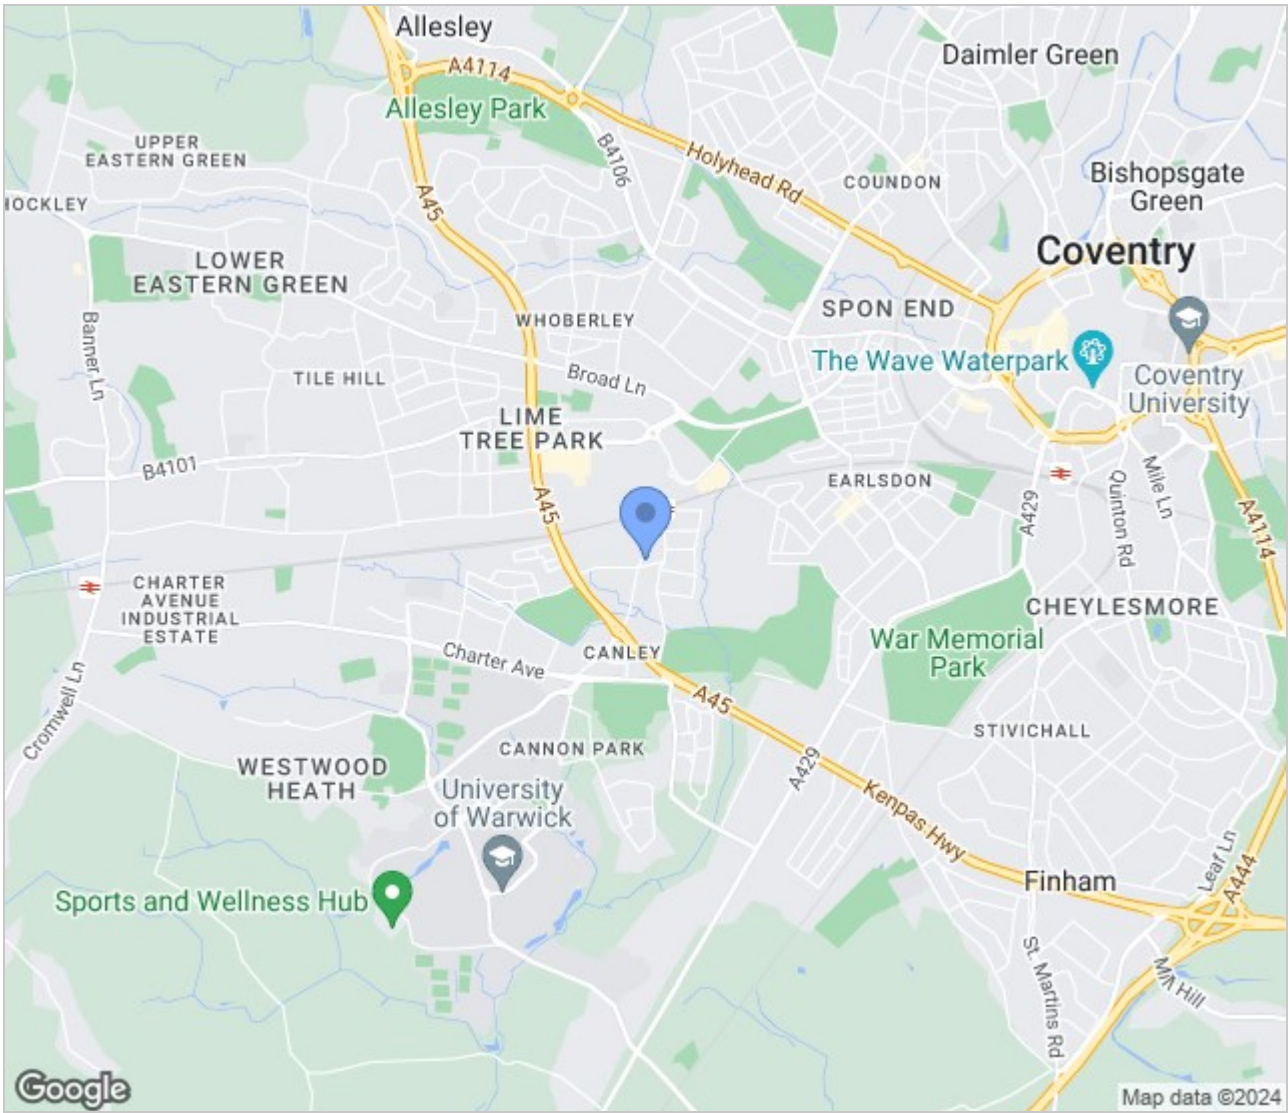 Allesley
Daimler Green
A4114
Allesley Park
UPPER
EASTERN GREEN
B4106
Holyhead Rd
COUNDON
Bishopsgate
Green
HOCKLEY
A45
LOWER
EASTERN GREEN
Coventry
SPON END
WHOBERLEY
Banner Ln
The Wave Waterpark
TILE HILL
Broad Ln
Coventry
University
LIME
TREE PARK
B4101
EARLSDON
A45
A429
Quinton Rd
Mile Ln
A4114
CHARTER
AVENUE
INDUSTRIAL
ESTATE
CHEYLESMORE
War Memorial
Park
Charter Ave
CANLEY
Cromwell Ln
A45
STIVICHALL
CANNON PARK
WESTWOOD
HEATH
A429
University
of Warwick
Kenpas Hwy
Leaf Ln
A444
Finham
Sports and Wellness Hub
St. Martins Rd
Mill Hill
Google
Map data ©2024